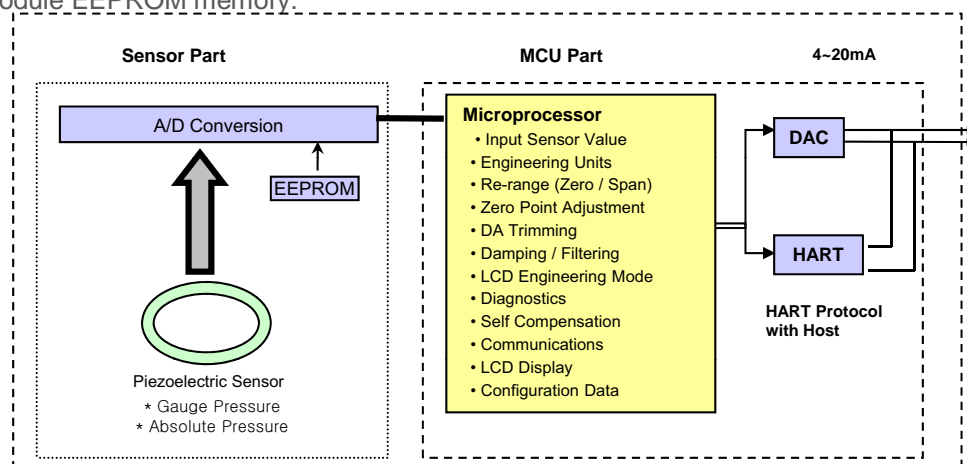 odule EEPROM memory.
Sensor Part
MCU Part
4~20mA
A/D Conversion
EEPROM
Piezoelectric Sensor
* Gauge Pressure
* Absolute Pressure
Microprocessor
• Input Sensor Value
• Engineering Units
• Re-range (Zero / Span)
• Zero Point Adjustment
• DA Trimming
• Damping / Filtering
• LCD Engineering Mode
• Diagnostics
• Self Compensation
• Communications
• LCD Display
• Configuration Data
DAC
HART
HART Protocol
with Host